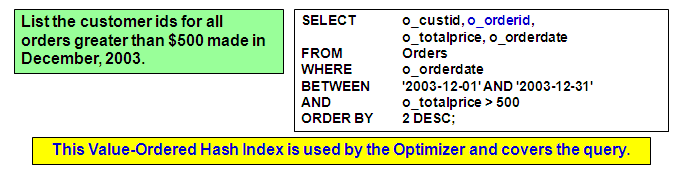 List the customer ids for all
orders greater than $500 made in
December, 2003.
SELECT o_custid, o_orderid,
o_totalprice, o_orderdate
FROM Orders
WHERE o_orderdate
BETWEEN '2003-12-01' AND '2003-12-31'
AND o_totalprice > 500
ORDER BY 2 DESC;
This Value-Ordered Hash Index is used by the Optimizer and covers the query.